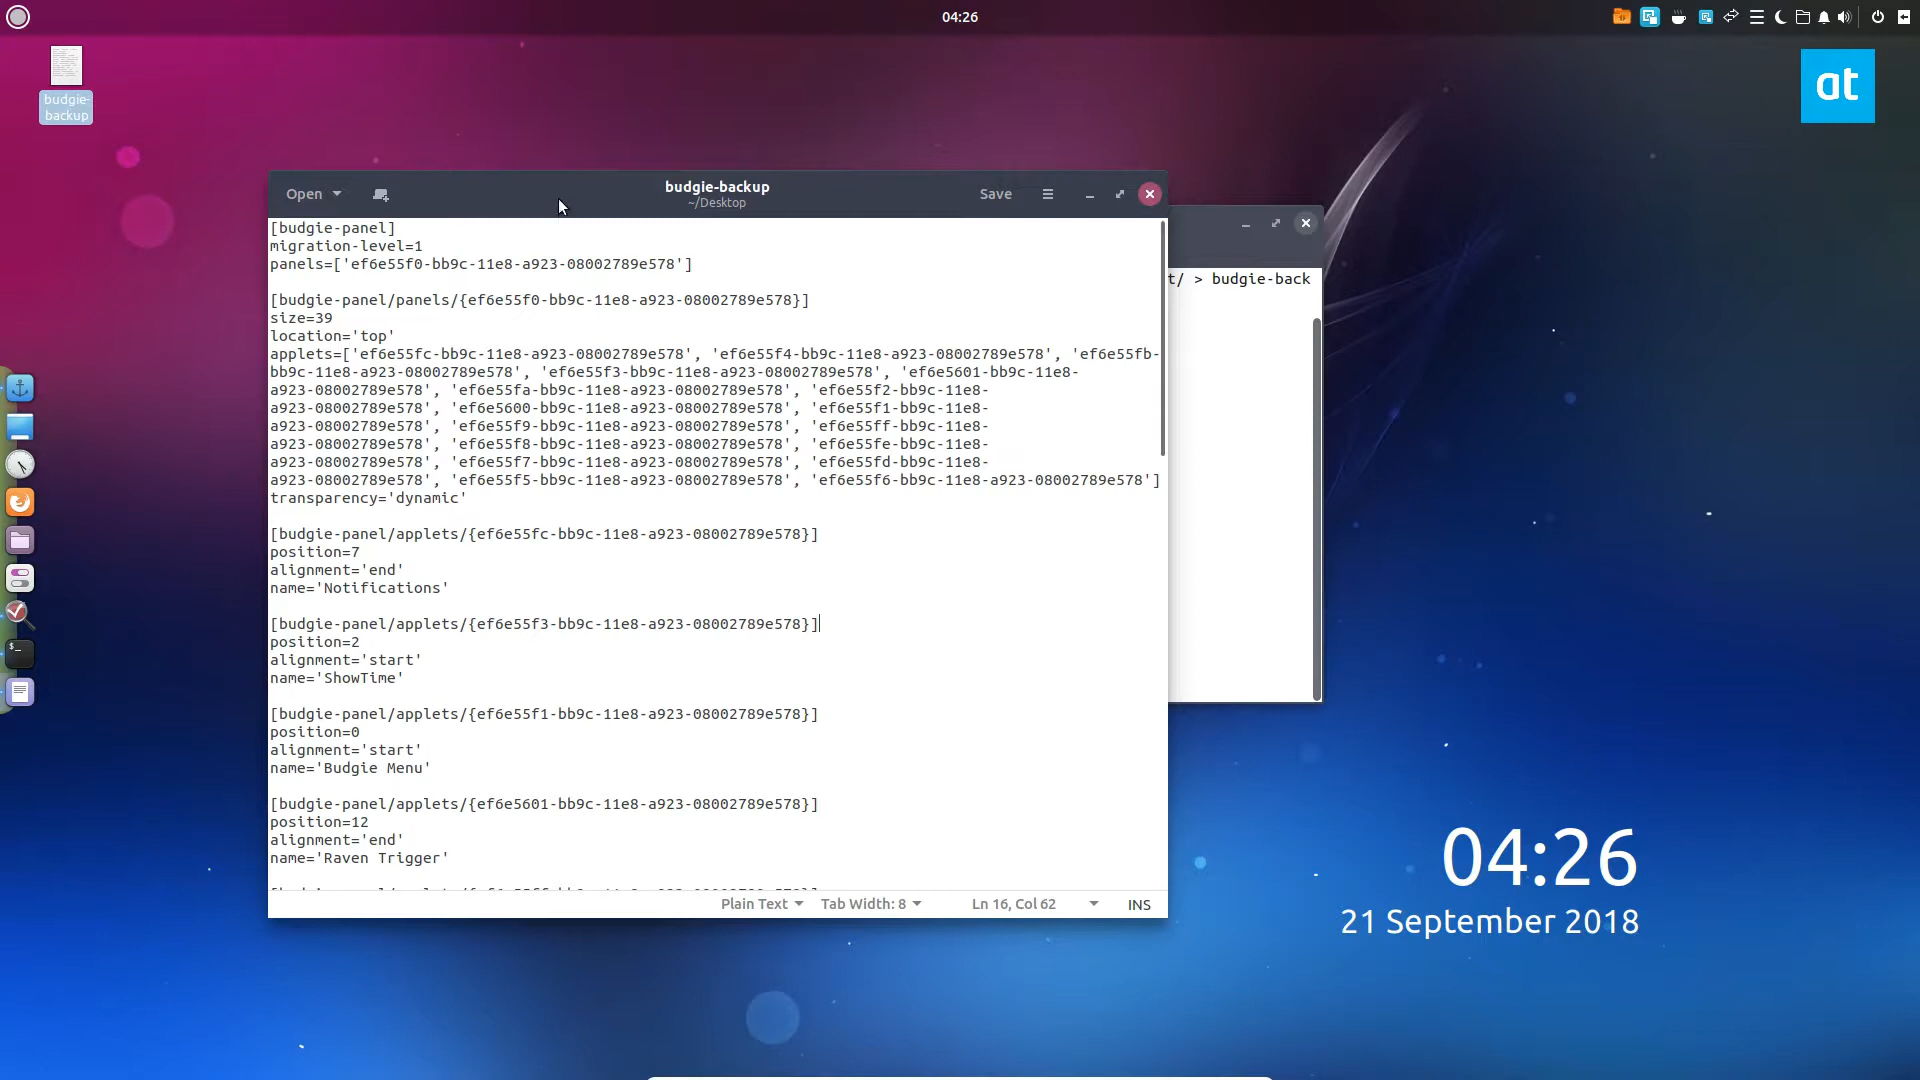 04:26
at
budgie-
backup
Open
budgie-backup
~/Desktop
Save
[budgie-panel]
migration-level=1
panels=['ef6e55f0-bb9c-11e8-a923-08002789e578']
[budgie-panel/panels/{ef6e55f0-bb9c-11e8-a923-08002789e578}]
size=39
location='top'
applets=['ef6e55fc-bb9c-11e8-a923-08002789e578', 'ef6e55f4-bb9c-11e8-a923-08002789e578', 'ef6e55fb-
bb9c-11e8-a923-08002789e578', 'ef6e55f3-bb9c-11e8-a923-08002789e578', 'ef6e5601-bb9c-11e8-
a923-08002789e578', 'ef6e55fa-bb9c-11e8-a923-08002789e578', 'ef6e55f2-bb9c-11e8-
a923-08002789e578', 'ef6e5600-bb9c-11e8-a923-08002789e578', 'ef6e55f1-bb9c-11e8-
a923-08002789e578', 'ef6e55f9-bb9c-11e8-a923-08002789e578', 'ef6e55ff-bb9c-11e8-
a923-08002789e578', 'ef6e55f8-bb9c-11e8-a923-08002789e578', 'ef6e55fe-bb9c-11e8-
a923-08002789e578', 'ef6e55f7-bb9c-11e8-a923-08002789e578', 'ef6e55fd-bb9c-11e8-
a923-08002789e578', 'ef6e55f5-bb9c-11e8-a923-08002789e578', 'ef6e55f6-bb9c-11e8-a923-08002789e578']
transparency='dynamic'
[budgie-panel/applets/{ef6e55fc-bb9c-11e8-a923-08002789e578}]
position=7
alignment='end'
name='Notifications'
[budgie-panel/applets/{ef6e55f3-bb9c-11e8-a923-08002789e578}]
position=2
alignment='start'
name='ShowTime'
[budgie-panel/applets/{ef6e55f1-bb9c-11e8-a923-08002789e578}]
position=0
alignment='start'
name='Budgie Menu'
[budgie-panel/applets/{ef6e5601-bb9c-11e8-a923-08002789e578}]
position=12
alignment='end'
name='Raven Trigger'
Plain Text
Tab Width: 8
Ln 16, Col 62
INS
t/ > budgie-back
04:26
21 September 2018